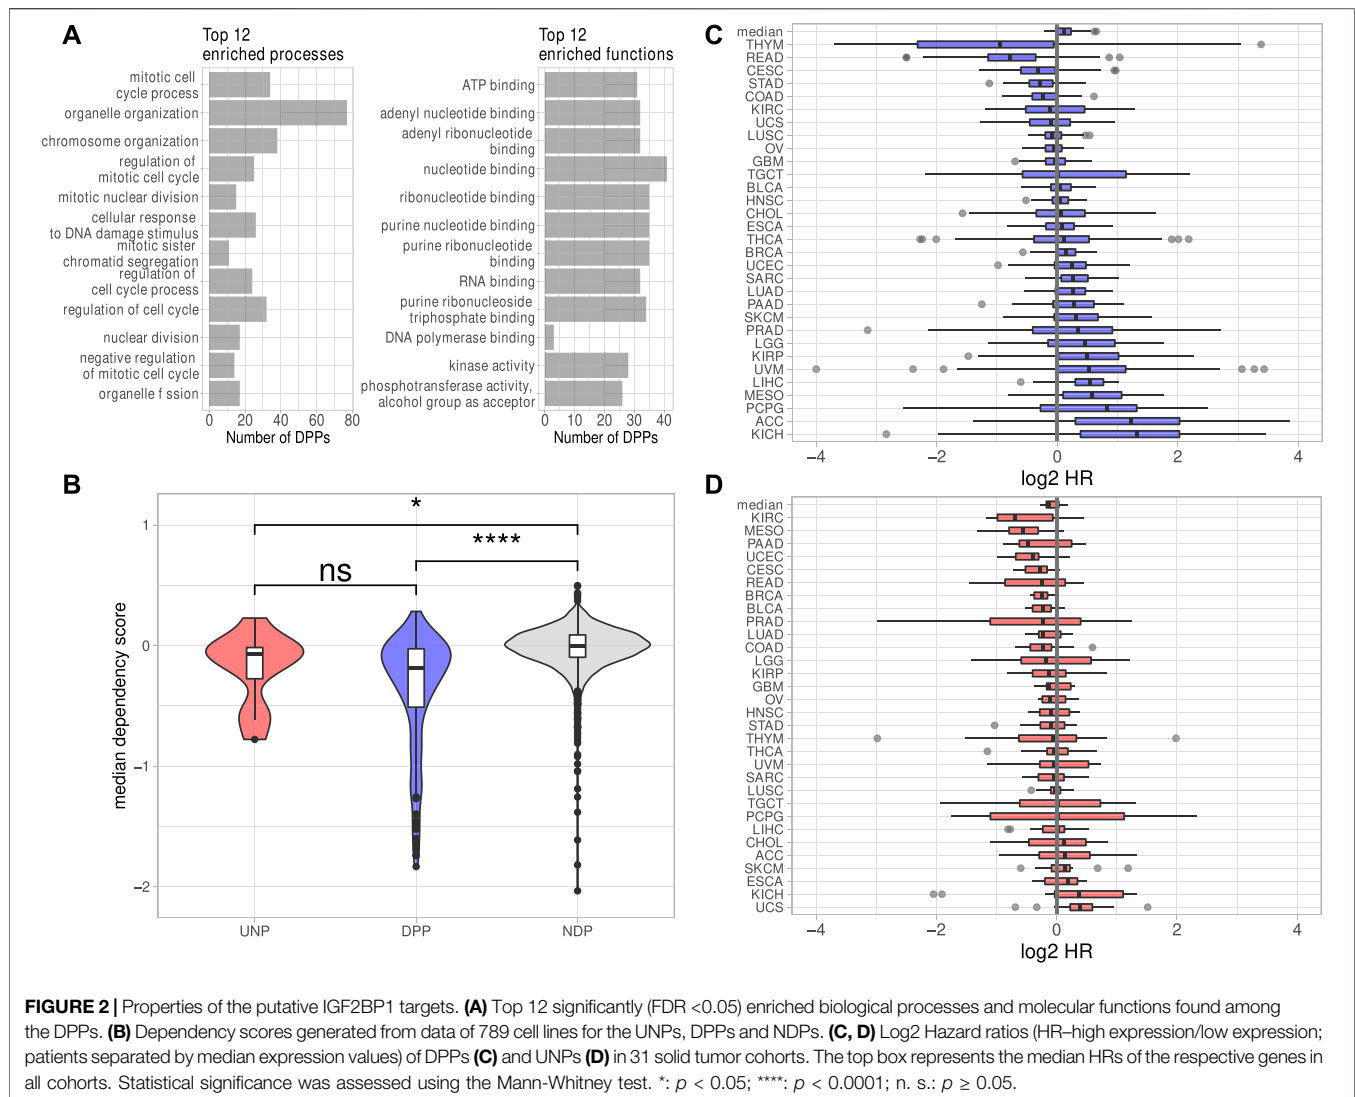 A
Top 12
enriched processes
mitotic cell
cycle process
organelle organization
chromosome organization
regulation of
mitotic cell cycle
mitotic nuclear division
cellular response
to DNA damage stimulus
mitotic sister
chromatid segregation
regulation of
cell cycle process
regulation of cell cycle
nuclear division
negative regulation
of mitotic cell cycle
organelle f ssion
0 20 40 60 80
Number of DPPs
Top 12
enriched functions
ATP binding
adenyl nucleotide binding
adenyl ribonucleotide
binding
nucleotide binding
ribonucleotide binding
purine nucleotide binding
purine ribonucleotide
binding
RNA binding
purine ribonucleoside
triphosphate binding
DNA polymerase binding
kinase activity
phosphotransferase activity,
alcohol group as acceptor
0 10 20 30 40
Number of DPPs
B
median dependency score
1
0
−1
−2
*
****
ns
UNP DPP NDP
C
median
THYM
READ
CESC
STAD
COAD
KIRC
UCS
LUSC
OV
GBM
TGCT
BLCA
HNSC
CHOL
ESCA
THCA
BRCA
UCEC
SARC
LUAD
PAAD
SKCM
PRAD
LGG
KIRP
UVM
LIHC
MESO
PCPG
ACC
KICH
−4 −2 0 2 4
log2 HR
D
median
KIRC
MESO
PAAD
UCEC
CESC
READ
BRCA
BLCA
PRAD
LUAD
COAD
LGG
KIRP
GBM
OV
HNSC
STAD
THYM
THCA
UVM
SARC
LUSC
TGCT
PCPG
LIHC
CHOL
ACC
SKCM
ESCA
KICH
UCS
−4 −2 0 2 4
log2 HR
FIGURE 2 | Properties of the putative IGF2BP1 targets. (A) Top 12 significantly (FDR <0.05) enriched biological processes and molecular functions found among
the DPPs. (B) Dependency scores generated from data of 789 cell lines for the UNPs, DPPs and NDPs. (C, D) Log2 Hazard ratios (HR–high expression/low expression;
patients separated by median expression values) of DPPs (C) and UNPs (D) in 31 solid tumor cohorts. The top box represents the median HRs of the respective genes in
all cohorts. Statistical significance was assessed using the Mann-Whitney test. *: p < 0.05; ****: p < 0.0001; n. s.: p ≥ 0.05.